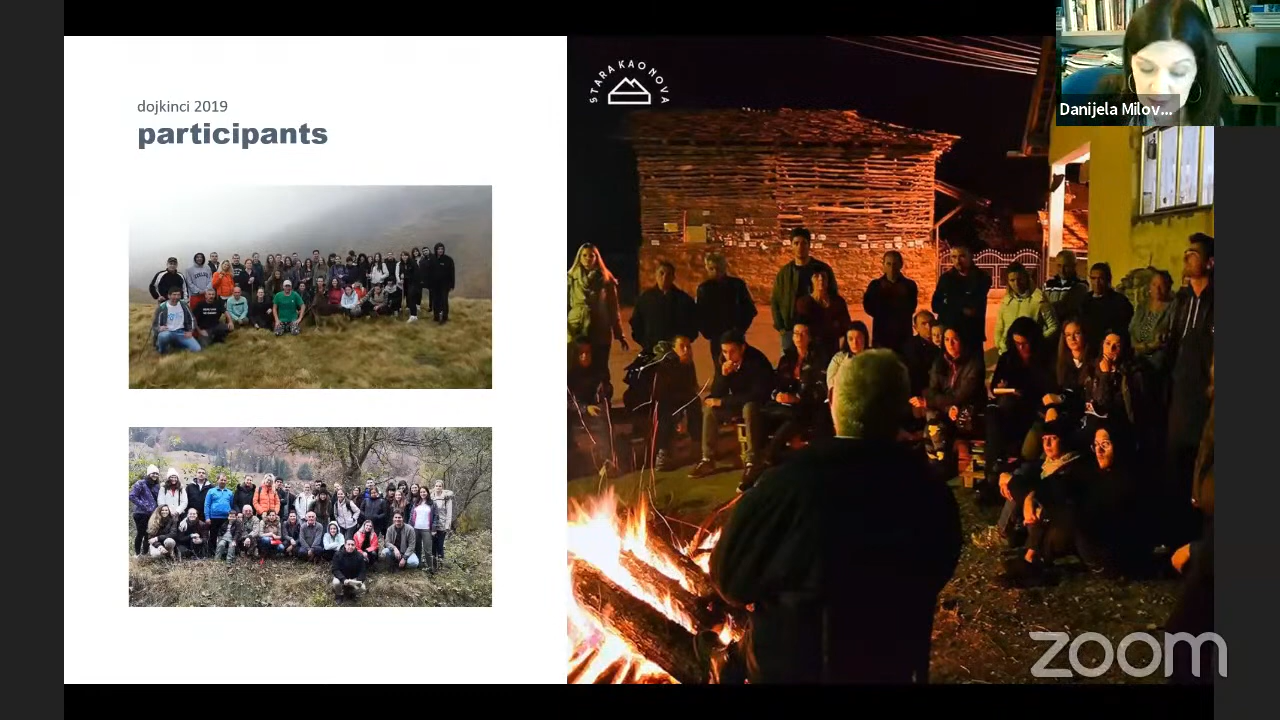 dojkinci 2019
participants
STARA KAO NOVA
Danijela Milov...
zoom